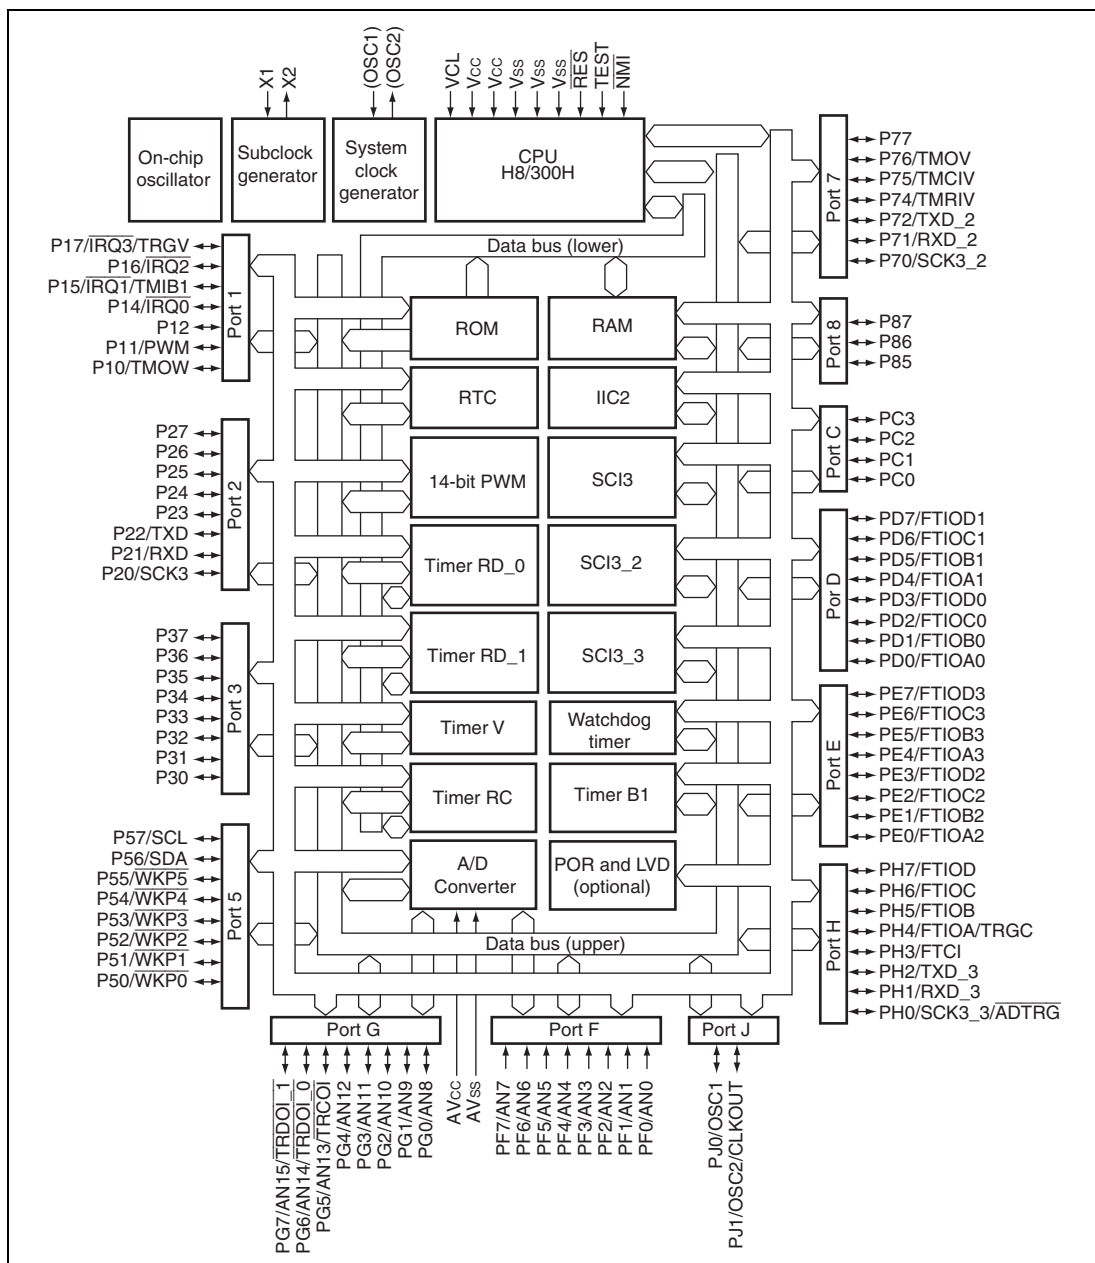 X1
X2
(OSC1)
(OSC2)
VCL
Vcc
Vcc
Vss
Vss
Vss
RES
TEST
NMI
On-chip
oscillator
Subclock
generator
System
clock
generator
CPU
H8/300H
Data bus (lower)
P17/IRQ3/TRGV
P16/IRQ2
P15/IRQ1/TMIB1
P14/IRQ0
P12
P11/PWM
P10/TMOW
Port 1
P27
P26
P25
P24
P23
P22/TXD
P21/RXD
P20/SCK3
Port 2
P37
P36
P35
P34
P33
P32
P31
P30
Port 3
P57/SCL
P56/SDA
P55/WKP5
P54/WKP4
P53/WKP3
P52/WKP2
P51/WKP1
P50/WKP0
Port 5
ROM
RAM
RTC
IIC2
14-bit PWM
SCI3
Timer RD_0
SCI3_2
Timer RD_1
SCI3_3
Timer V
Watchdog
timer
Timer RC
Timer B1
A/D
Converter
POR and LVD
(optional)
Data bus (upper)
Port 7
P77
P76/TMOV
P75/TMCIV
P74/TMRIV
P72/TXD_2
P71/RXD_2
P70/SCK3_2
Port 8
P87
P86
P85
Port C
PC3
PC2
PC1
PC0
Por D
PD7/FTIOD1
PD6/FTIOC1
PD5/FTIOB1
PD4/FTIOA1
PD3/FTIOD0
PD2/FTIOC0
PD1/FTIOB0
PD0/FTIOA0
Port E
PE7/FTIOD3
PE6/FTIOC3
PE5/FTIOB3
PE4/FTIOA3
PE3/FTIOD2
PE2/FTIOC2
PE1/FTIOB2
PE0/FTIOA2
Port H
PH7/FTIOD
PH6/FTIOC
PH5/FTIOB
PH4/FTIOA/TRGC
PH3/FTCI
PH2/TXD_3
PH1/RXD_3
PH0/SCK3_3/ADTRG
Port G
Port F
Port J
PG7/AN15/TRDOI_1
PG6/AN14/TRDOI_0
PG5/AN13/TRCOI
PG4/AN12
PG3/AN11
PG2/AN10
PG1/AN9
PG0/AN8
AVcc
AVss
PF7/AN7
PF6/AN6
PF5/AN5
PF4/AN4
PF3/AN3
PF2/AN2
PF1/AN1
PF0/AN0
PJ0/OSC1
PJ1/OSC2/CLKOUT